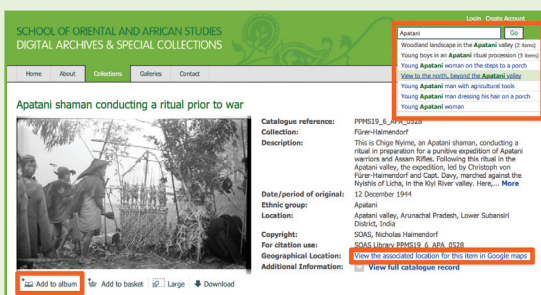 Login Create Account
SCHOOL OF ORIENTAL AND AFRICAN STUDIES
DIGITAL ARCHIVES & SPECIAL COLLECTIONS
Apatani Go
Woodland landscape in the Apatani valley (2 items)
Young boys in an Apatani ritual procession (3 items)
Young Apatani woman on the steps to a porch
View to the north, beyond the Apatani valley
Young Apatani man with agricultural tools
Young Apatani man dressing his hair on a porch
Young Apatani woman
Home About Collections Galleries Contact
Apatani shaman conducting a ritual prior to war
Catalogue reference: PPMS19_6_APA_0528
Collection: Fürer-Haimendorf
Description: This is Chige Nyime, an Apatani shaman, conducting a
ritual in preparation for a punitive expedition of Apatani
warriors and Assam Rifles. Following this ritual in the
Apatani valley, the expedition, led by Christoph von
Fürer-Haimendorf and Capt. Davy, marched against the
Nyishis of Licha, in the Kiyi River valley. Here,... More
Date/period of original: 12 December 1944
Ethnic group: Apatani
Location: Apatani valley, Arunachal Pradesh, Lower Subansiri
District, India
Copyright: SOAS, Nicholas Haimendorf
For citation use: SOAS Library PPMS19_6_APA_0528
Geographical Location: View the associated location for this item in Google maps
Additional Information: View full catalogue record
Add to album Add to basket Large Download